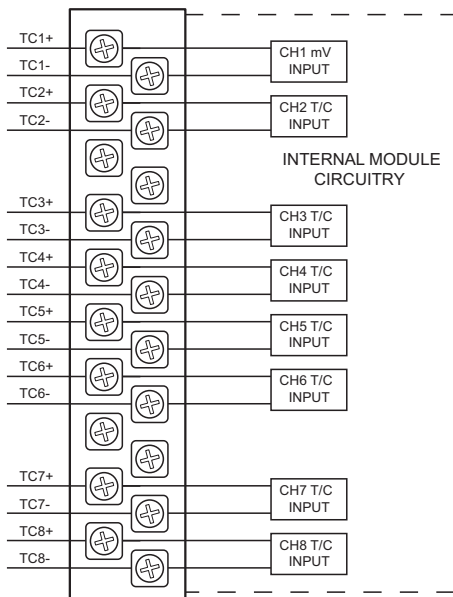 TC1+
CH1 mV
INPUT
TC1-
TC2+
CH2 T/C
INPUT
TC2-
INTERNAL MODULE
CIRCUITRY
TC3+
CH3 T/C
INPUT
TC3-
TC4+
CH4 T/C
INPUT
TC4-
TC5+
CH5 T/C
INPUT
TC5-
TC6+
CH6 T/C
INPUT
TC6-
TC7+
CH7 T/C
INPUT
TC7-
TC8+
CH8 T/C
INPUT
TC8-